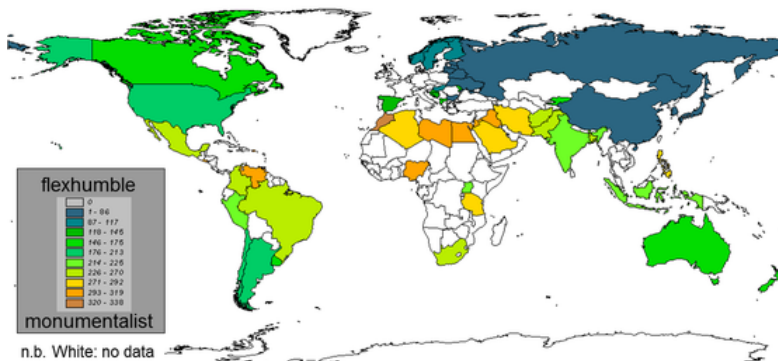 flexhumble
0
1 - 86
87 - 117
118 - 145
146 - 175
176 - 213
214 - 225
226 - 270
271 - 292
293 - 319
320 - 338
monumentalist
n.b. White: no data